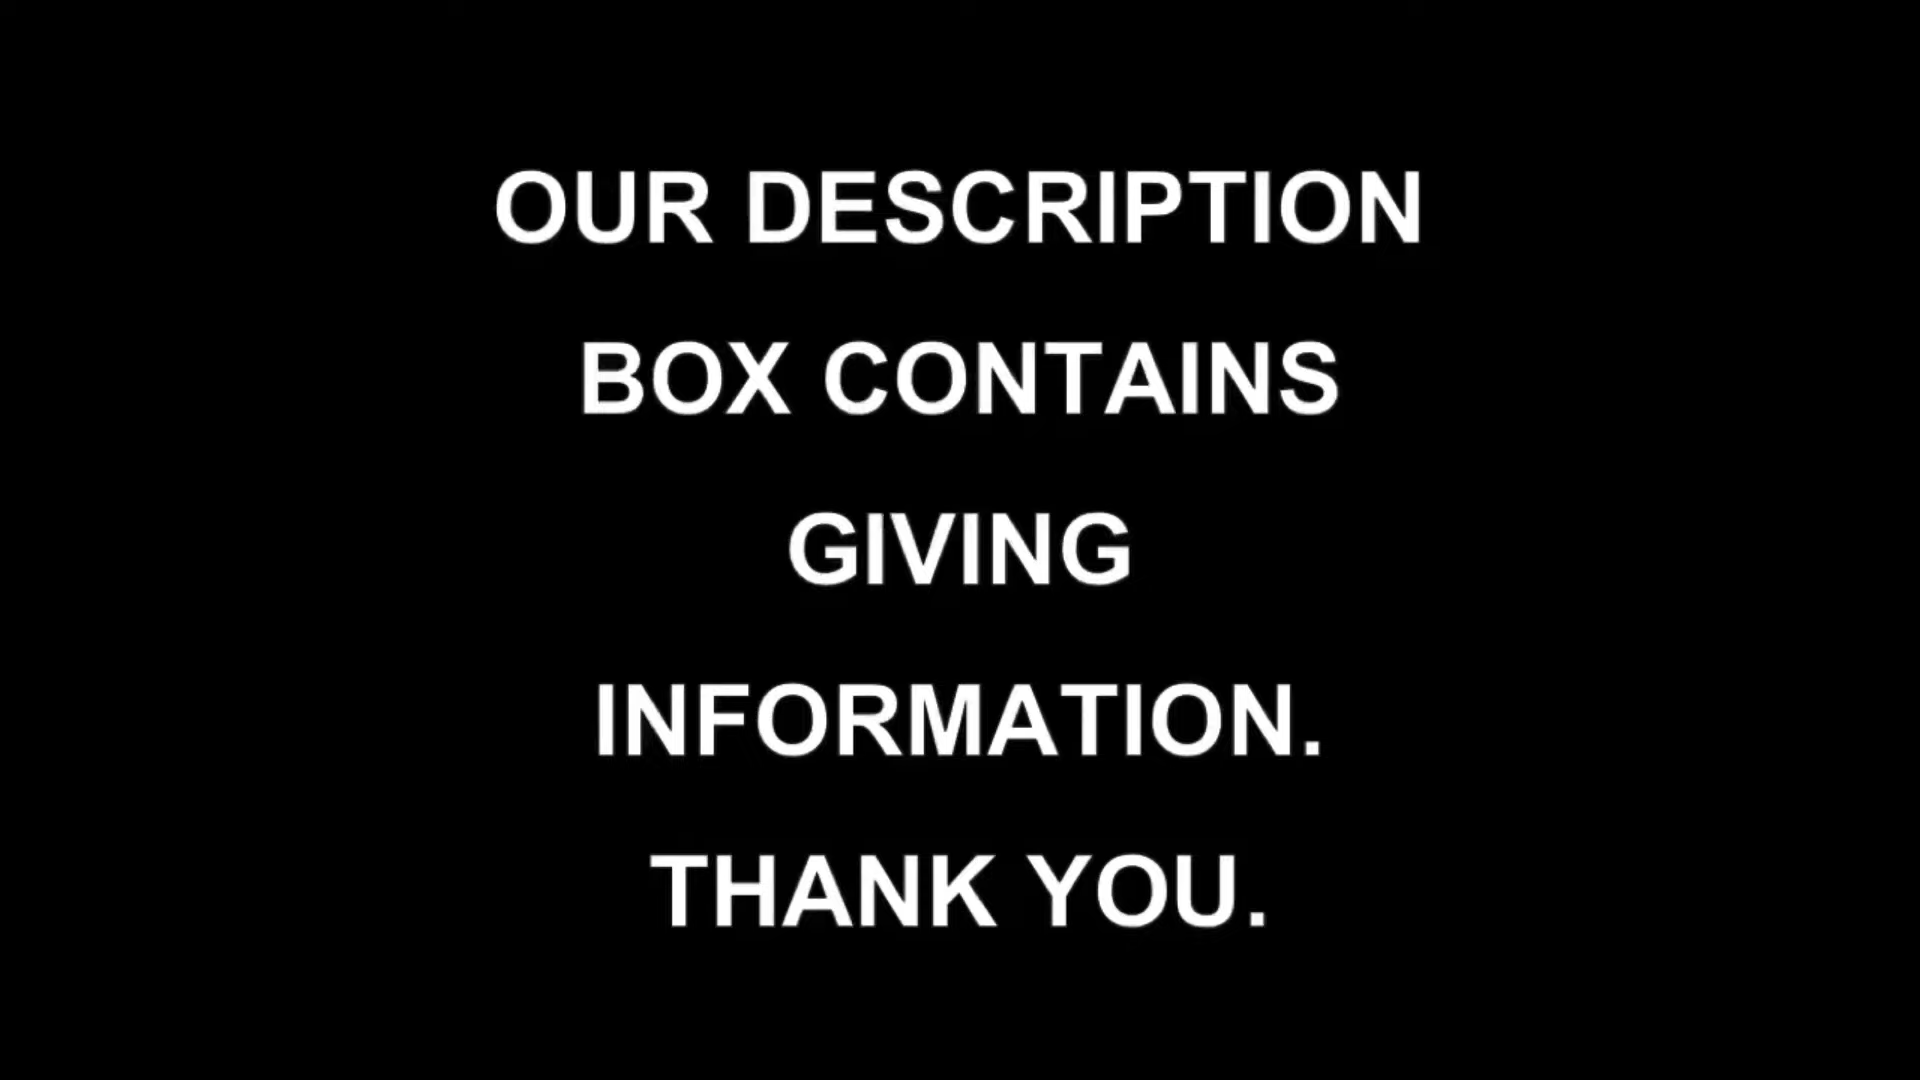 OUR DESCRIPTION
BOX CONTAINS
GIVING
INFORMATION.
THANK YOU.